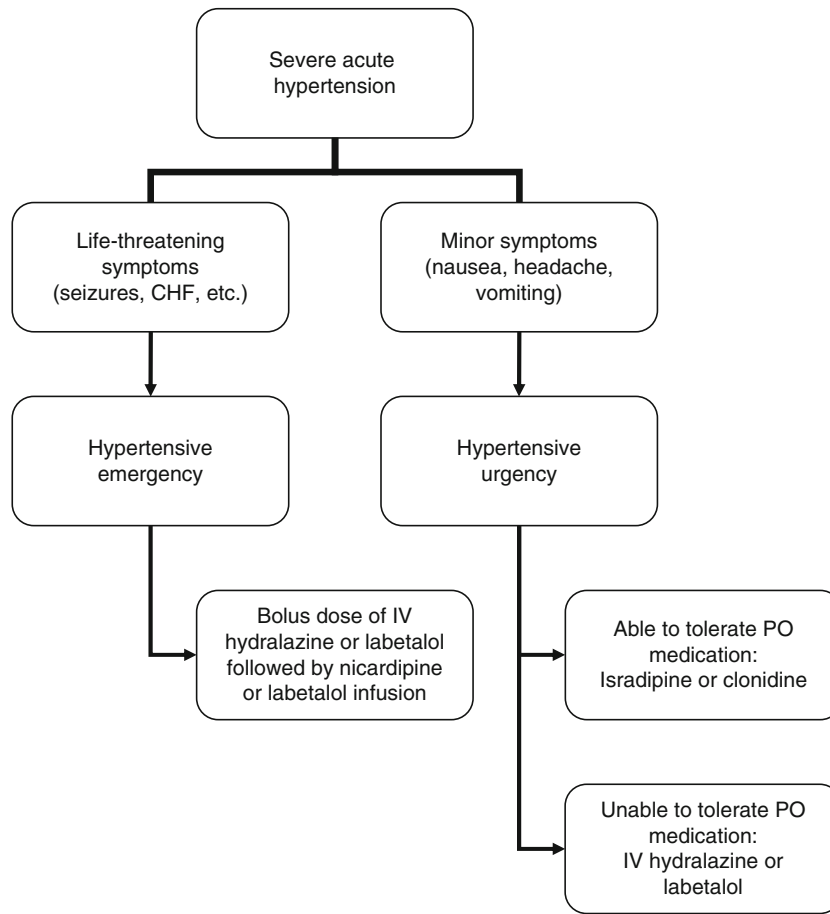 Severe acute
hypertension
Life-threatening
symptoms
(seizures, CHF, etc.)
Minor symptoms
(nausea, headache,
vomiting)
Hypertensive
emergency
Hypertensive
urgency
Bolus dose of IV
hydralazine or labetalol
followed by nicardipine
or labetalol infusion
Able to tolerate PO
medication:
Isradipine or clonidine
Unable to tolerate PO
medication:
IV hydralazine or
labetalol